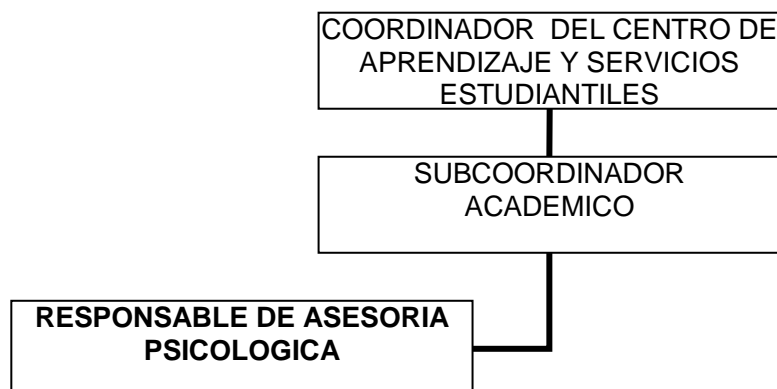 COORDINADOR DEL CENTRO DE
APRENDIZAJE Y SERVICIOS
ESTUDIANTILES
SUBCOORDINADOR
ACADEMICO
RESPONSABLE DE ASESORIA
PSICOLOGICA